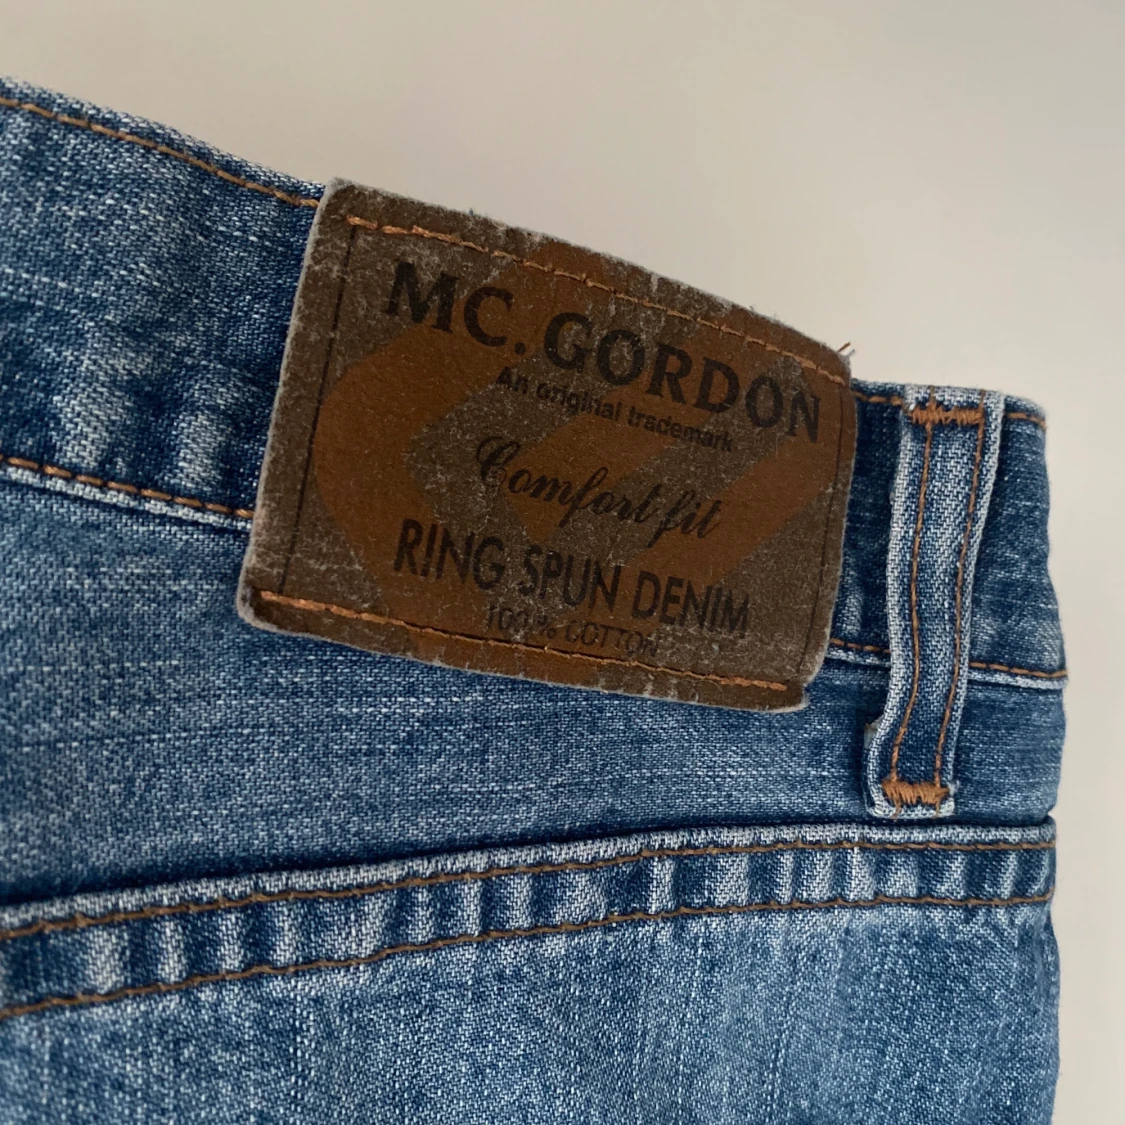 MC. GORDON
An original trademark
Comfort fit
RING SPUN DENIM
100% COTTON